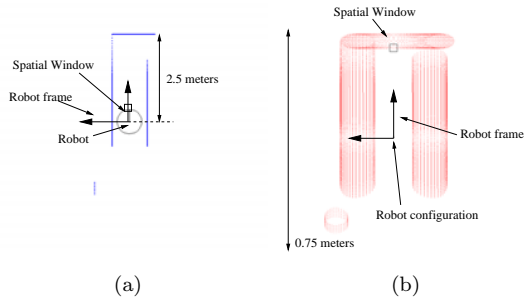 Spatial Window
2.5 meters
Robot frame
Robot
(a)
Spatial Window
Robot frame
Robot configuration
0.75 meters
(b)